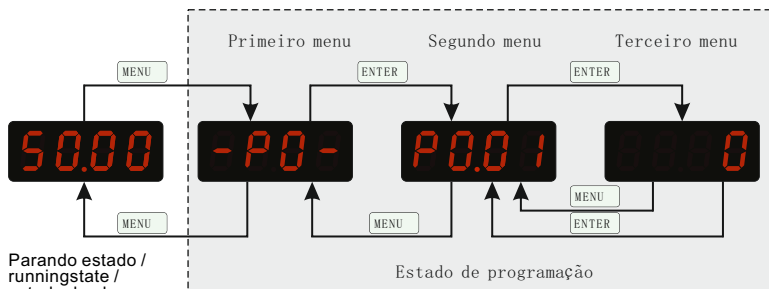 Primeiro menu Segundo menu Terceiro menu
MENU ENTER ENTER
50.00 -P0- P0.01 0
MENU
MENU MENU ENTER
Parando estado /
runningstate /
Estado de programação